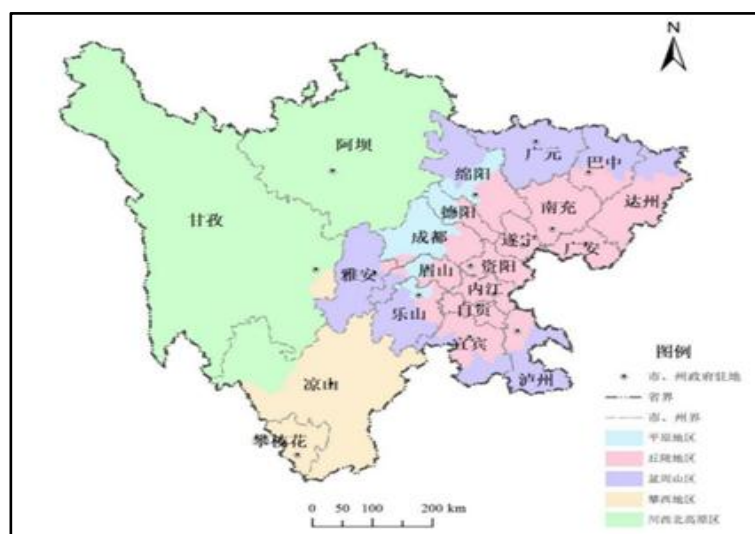 N
阿坝
广元
巴中
绵阳
达州
德阳
南充
甘孜
成都
遂宁
广安
雅安
眉山
资阳
内江
乐山
自贡
宜宾
泸州
凉山
攀枝花
图例
市、州政府驻地
省界
市、州界
平原地区
丘陵地区
盆周山区
攀西地区
川西北高原区
0 50 100 200 km